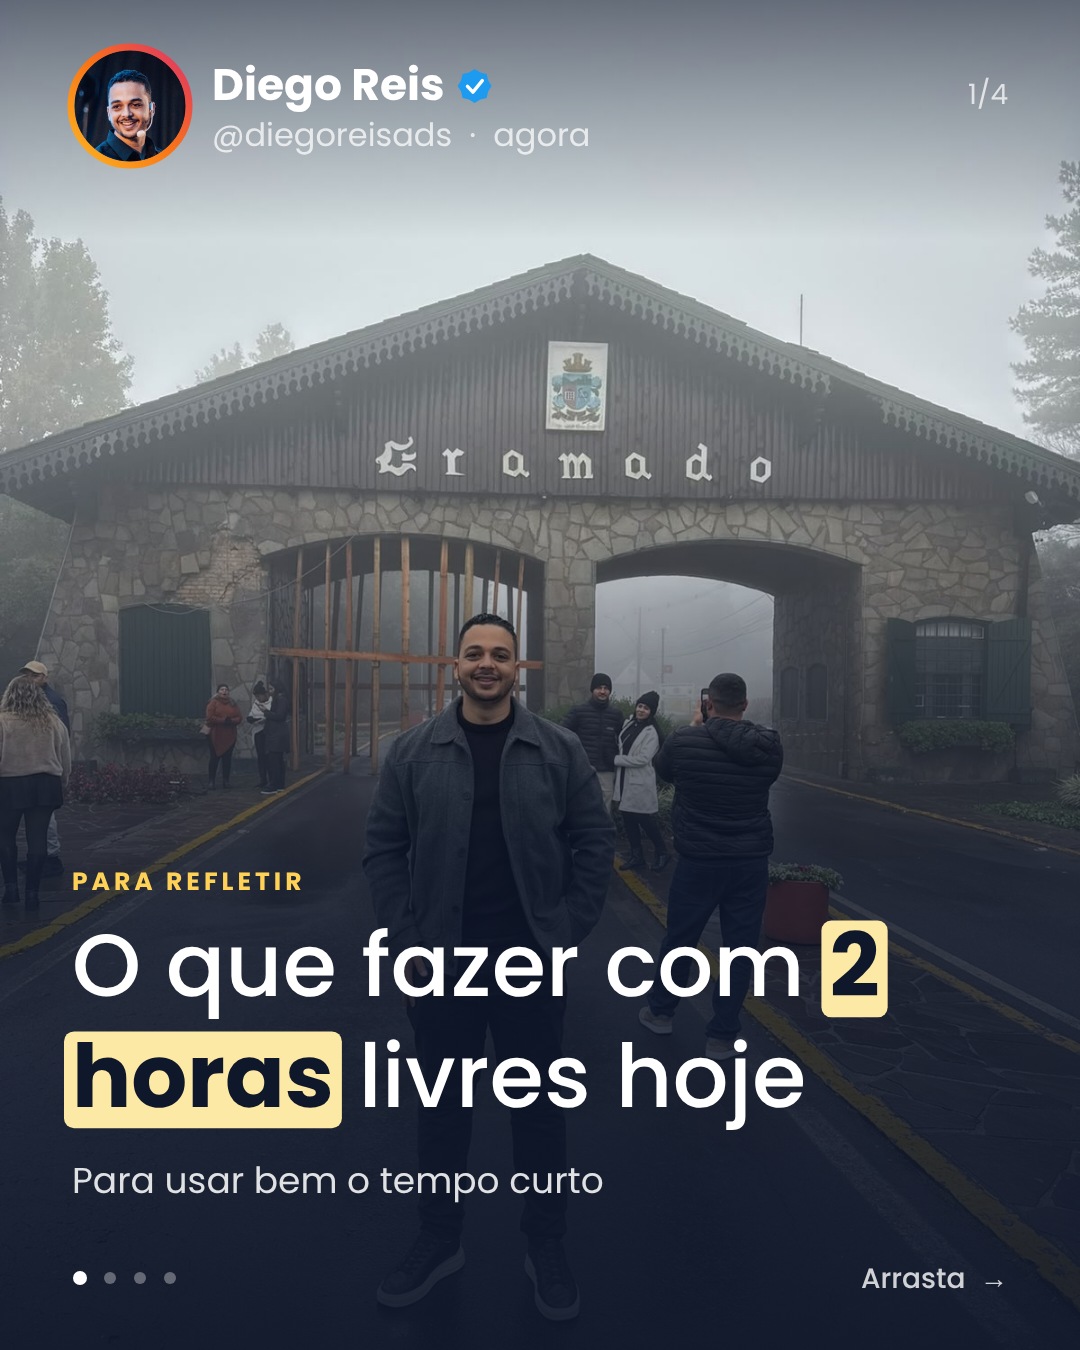 Diego Reis
@diegoreisads · agora
1/4
Gramado
PARA REFLETIR
O que fazer com 2
horas livres hoje
Para usar bem o tempo curto
Arrasta →